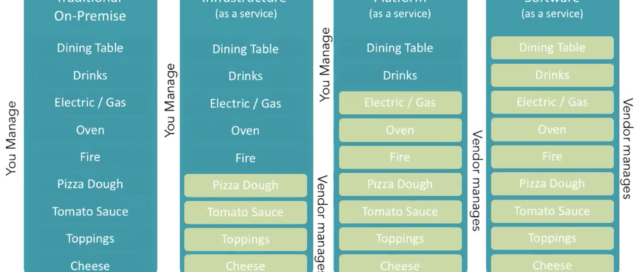 Traditional
On-Premise
Dining Table
Drinks
Electric / Gas
Oven
Fire
Pizza Dough
Tomato Sauce
Toppings
Cheese
You Manage
Infrastructure
(as a service)
Dining Table
Drinks
Electric / Gas
Oven
Fire
Pizza Dough
Tomato Sauce
Toppings
Cheese
You Manage
Vendor manages
Platform
(as a service)
Dining Table
Drinks
Electric / Gas
Oven
Fire
Pizza Dough
Tomato Sauce
Toppings
Cheese
You Manage
Vendor manages
Software
(as a service)
Dining Table
Drinks
Electric / Gas
Oven
Fire
Pizza Dough
Tomato Sauce
Toppings
Cheese
Vendor manages